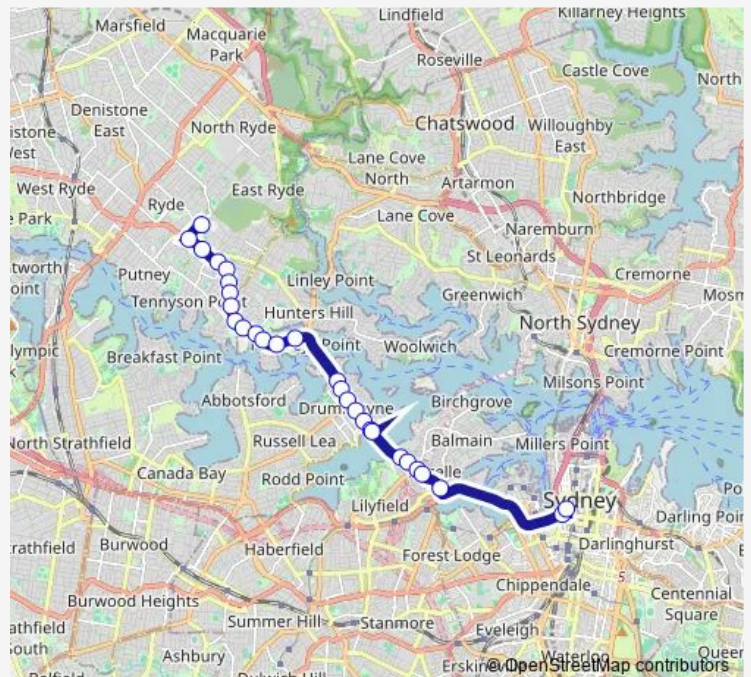 Lindfield
Killarney Heights
Marsfield
Macquarie
Park
Roseville
Castle Cove
North
Denistone
East
North Ryde
Chatswood
Willoughby
East
West Ryde
East Ryde
Lane Cove
North
Artarmon
Northbridge
Ryde
Park
Lane Cove
Naremburn
St Leonards
Putney
Linley Point
Greenwich
Cremorne
Tennyson
Hunters Hill
North Sydney
Point
Woolwich
Cremorne Point
Breakfast Point
Milsons Point
Abbotsford
Birchgrove
North Strathfield
Russell Lea
Balmain
Millers Point
Canada Bay
Rodd Point
Lilyfield
Sydney
Darling
Burwood
Haberfield
Forest Lodge
Darlinghurst
Chippendale
5
Burwood Heights
Centennial
Square
Summer Hill
Stanmore
Eveleigh
Ashbury
© OpenStreetMap contributors